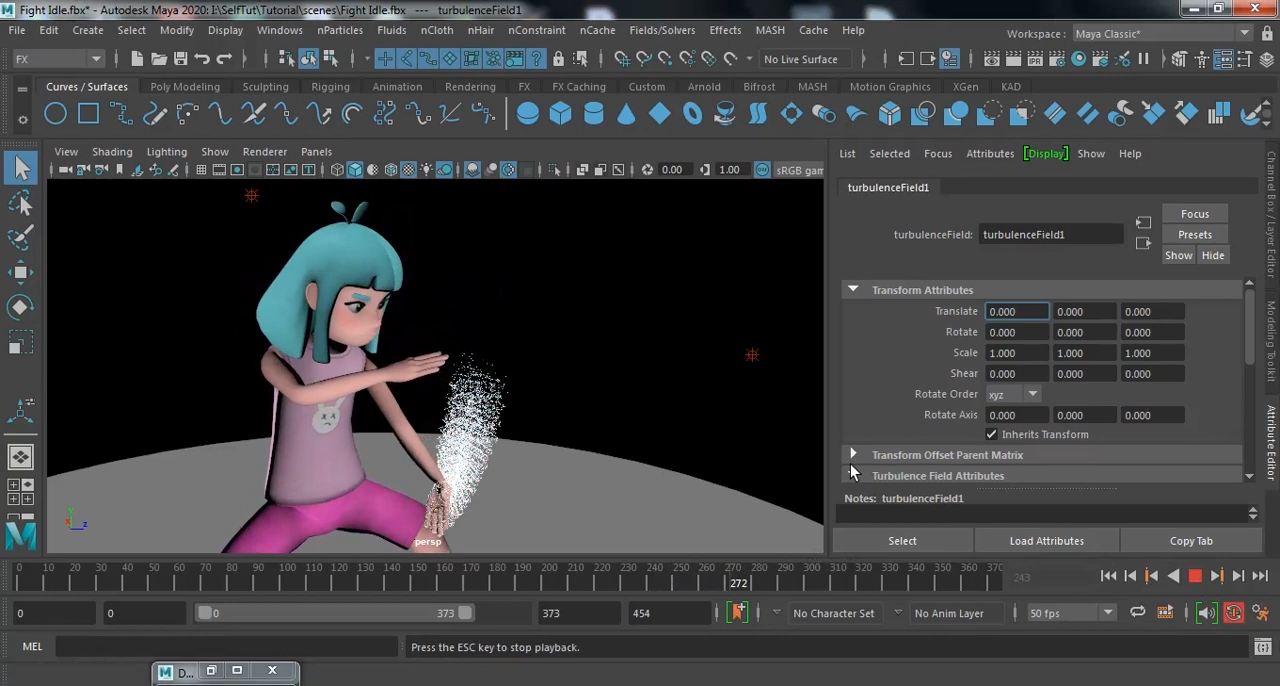 Fight Idle.fbx* - Autodesk Maya 2020: I:\SelfTut\Tutorial\scenes\Fight Idle.fbx --- turbulenceField1
File Edit Create Select Modify Display Windows nParticles Fluids nCloth nHair nConstraint nCache Fields/Solvers Effects MASH Cache Help
Workspace : Maya Classic*
FX No Live Surface
Curves / Surfaces Poly Modeling Sculpting Rigging Animation Rendering FX FX Caching Custom Arnold Bifrost MASH Motion Graphics XGen KAD
View Shading Lighting Show Renderer Panels
List Selected Focus Attributes Display Show Help
0.00 1.00 sRGB gam
turbulenceField1
Focus
turbulenceField: turbulenceField1 Presets
Show Hide
Transform Attributes
Translate 0.000 0.000 0.000
Rotate 0.000 0.000 0.000
Scale 1.000 1.000 1.000
Shear 0.000 0.000 0.000
Rotate Order xyz
Rotate Axis 0.000 0.000 0.000
Inherits Transform
Transform Offset Parent Matrix
Turbulence Field Attributes
Notes: turbulenceField1
Select Load Attributes Copy Tab
Channel Box / Layer Editor
Modeling Toolkit
Attribute Editor
persp
0 10 20 30 40 50 60 70 80 90 100 110 120 130 140 150 160 170 180 190 200 210 220 230 240 250 260 270 280 290 300 310 320 330 340 350 360 370
272
243
0 0 0 373 373 454 No Character Set No Anim Layer 50 fps
MEL Press the ESC key to stop playback.
D...